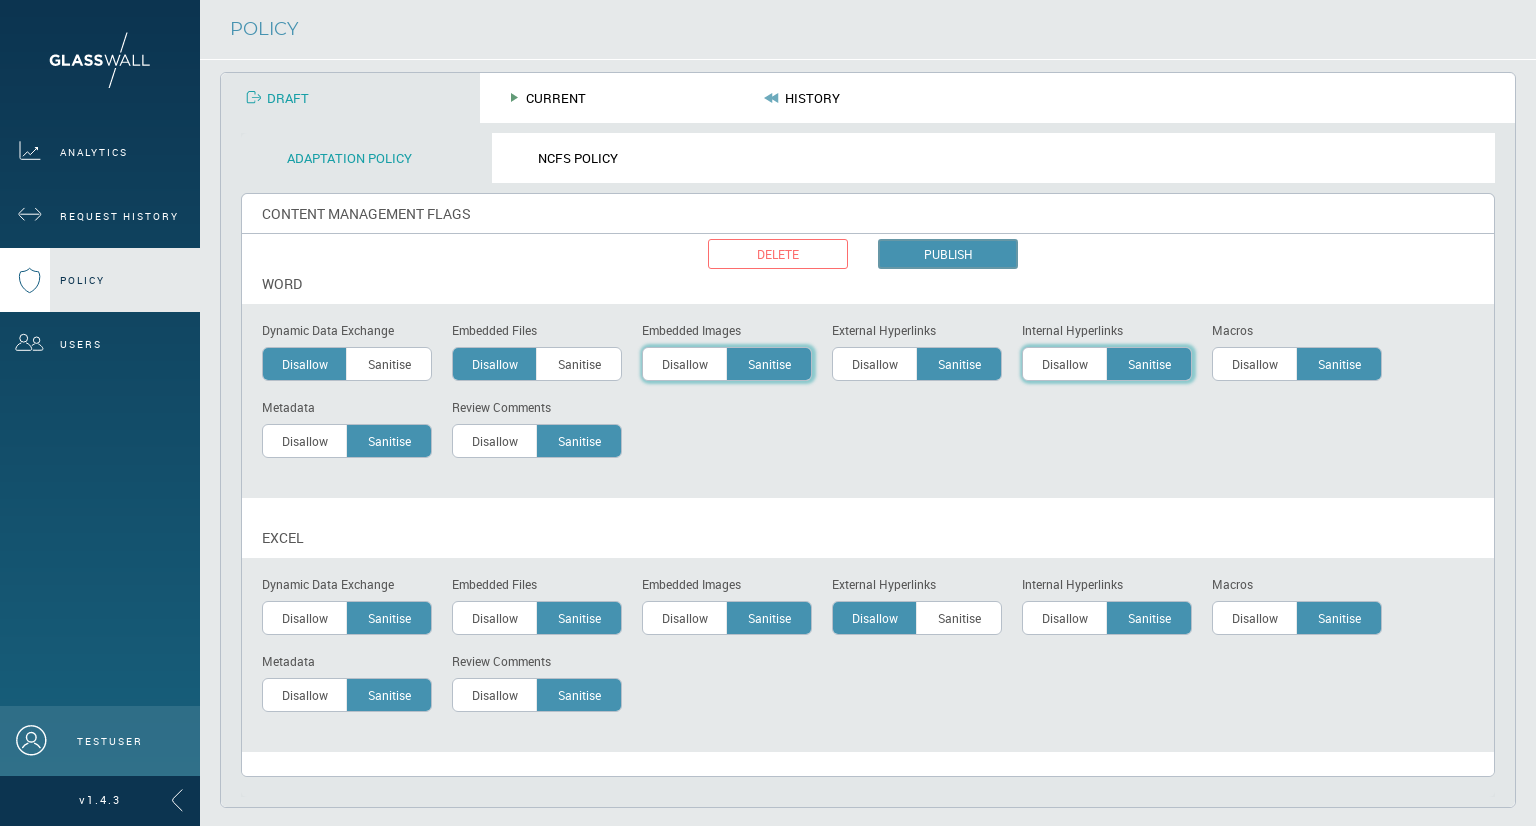 GLASSWALL
POLICY
ANALYTICS
REQUEST HISTORY
POLICY
USERS
TESTUSER
v1.4.3
DRAFT CURRENT HISTORY
ADAPTATION POLICY NCFS POLICY
CONTENT MANAGEMENT FLAGS
DELETE PUBLISH
WORD
Dynamic Data Exchange Embedded Files Embedded Images External Hyperlinks Internal Hyperlinks Macros
Disallow Sanitise Disallow Sanitise Disallow Sanitise Disallow Sanitise Disallow Sanitise Disallow Sanitise
Metadata Review Comments
Disallow Sanitise Disallow Sanitise
EXCEL
Dynamic Data Exchange Embedded Files Embedded Images External Hyperlinks Internal Hyperlinks Macros
Disallow Sanitise Disallow Sanitise Disallow Sanitise Disallow Sanitise Disallow Sanitise Disallow Sanitise
Metadata Review Comments
Disallow Sanitise Disallow Sanitise